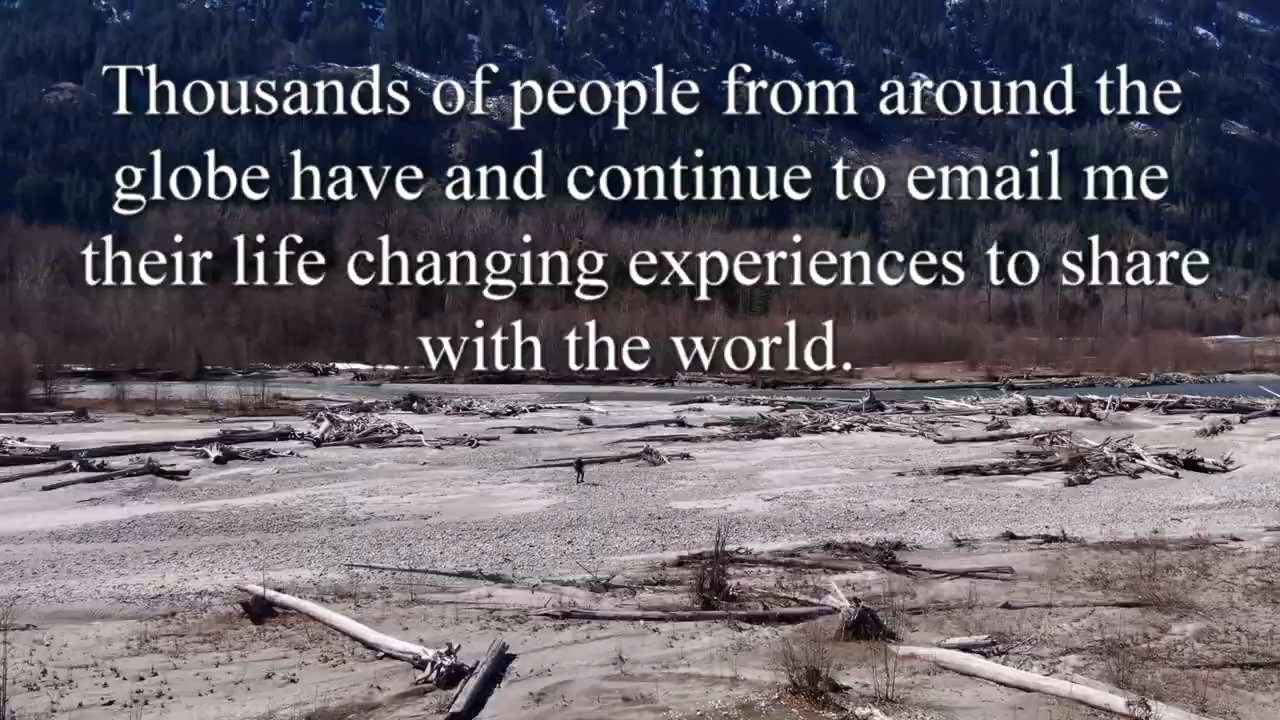 Thousands of people from around the
globe have and continue to email me
their life changing experiences to share
with the world.